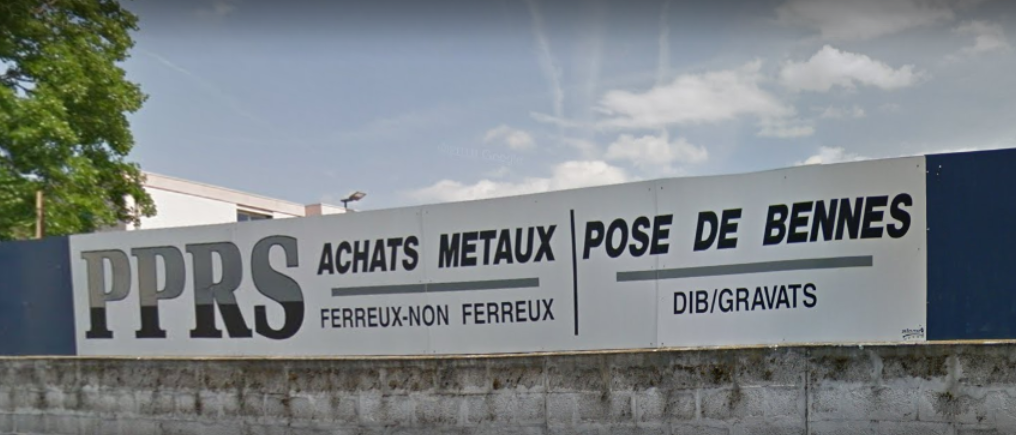 PPRS
ACHATS METAUX
FERREUX-NON FERREUX
POSE DE BENNES
DIB/GRAVATS